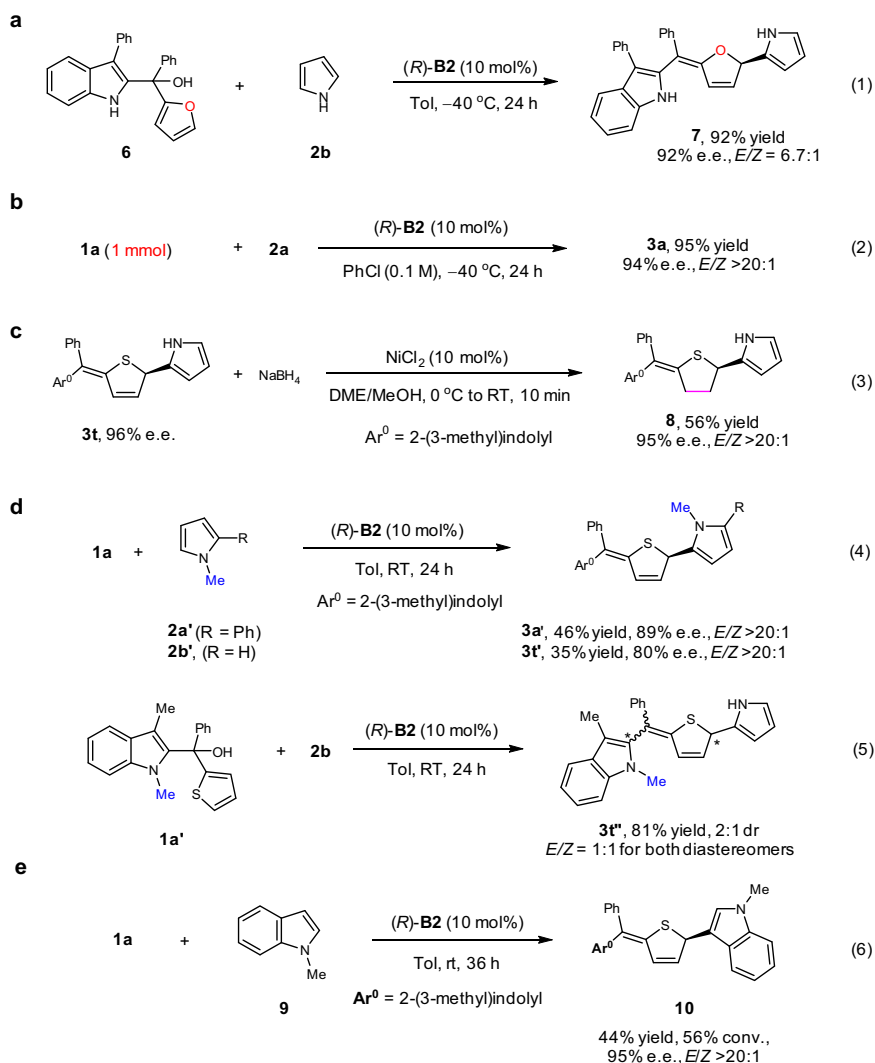 a
Ph
Ph
OH
N
H
O
6
+
N
H
2b
(R)-B2 (10 mol%)
Tol, −40 °C, 24 h
Ph
Ph
O
HN
NH
7, 92% yield
92% e.e., E/Z = 6.7:1
(1)
b
1a (1 mmol)
+
2a
(R)-B2 (10 mol%)
PhCl (0.1 M), −40 °C, 24 h
3a, 95% yield
94% e.e., E/Z >20:1
(2)
c
Ph
Ar0
S
HN
3t, 96% e.e.
+
NaBH4
NiCl2 (10 mol%)
DME/MeOH, 0 °C to RT, 10 min
Ar0 = 2-(3-methyl)indolyl
Ph
Ar0
S
HN
8, 56% yield
95% e.e., E/Z >20:1
(3)
d
1a
+
N
R
Me
2a' (R = Ph)
2b', (R = H)
(R)-B2 (10 mol%)
Tol, RT, 24 h
Ar0 = 2-(3-methyl)indolyl
Ph
Ar0
S
Me
N
R
3a', 46% yield, 89% e.e., E/Z >20:1
3t', 35% yield, 80% e.e., E/Z >20:1
(4)
Me
Ph
OH
N
Me
S
1a'
+
2b
(R)-B2 (10 mol%)
Tol, RT, 24 h
Ph
Me
*
S
HN
*
N
Me
3t", 81% yield, 2:1 dr
E/Z = 1:1 for both diastereomers
(5)
e
1a
+
N
Me
9
(R)-B2 (10 mol%)
Tol, rt, 36 h
Ar0 = 2-(3-methyl)indolyl
Ph
Ar0
S
Me
N
10
44% yield, 56% conv.,
95% e.e., E/Z >20:1
(6)